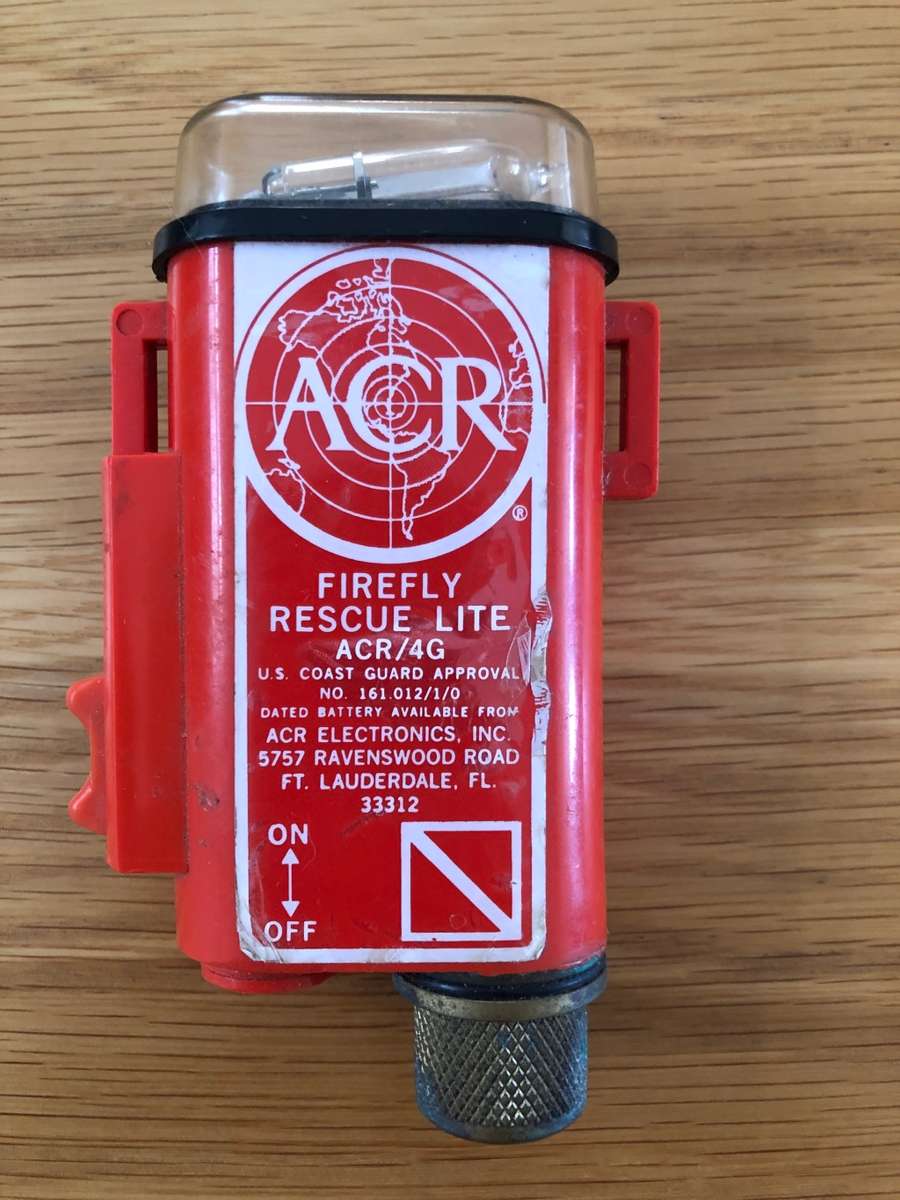 ACR
®
FIREFLY
RESCUE LITE
ACR/4G
U.S. COAST GUARD APPROVAL
NO. 161.012/1/0
DATED BATTERY AVAILABLE FROM
ACR ELECTRONICS, INC.
5757 RAVENSWOOD ROAD
FT. LAUDERDALE, FL.
33312
ON
OFF